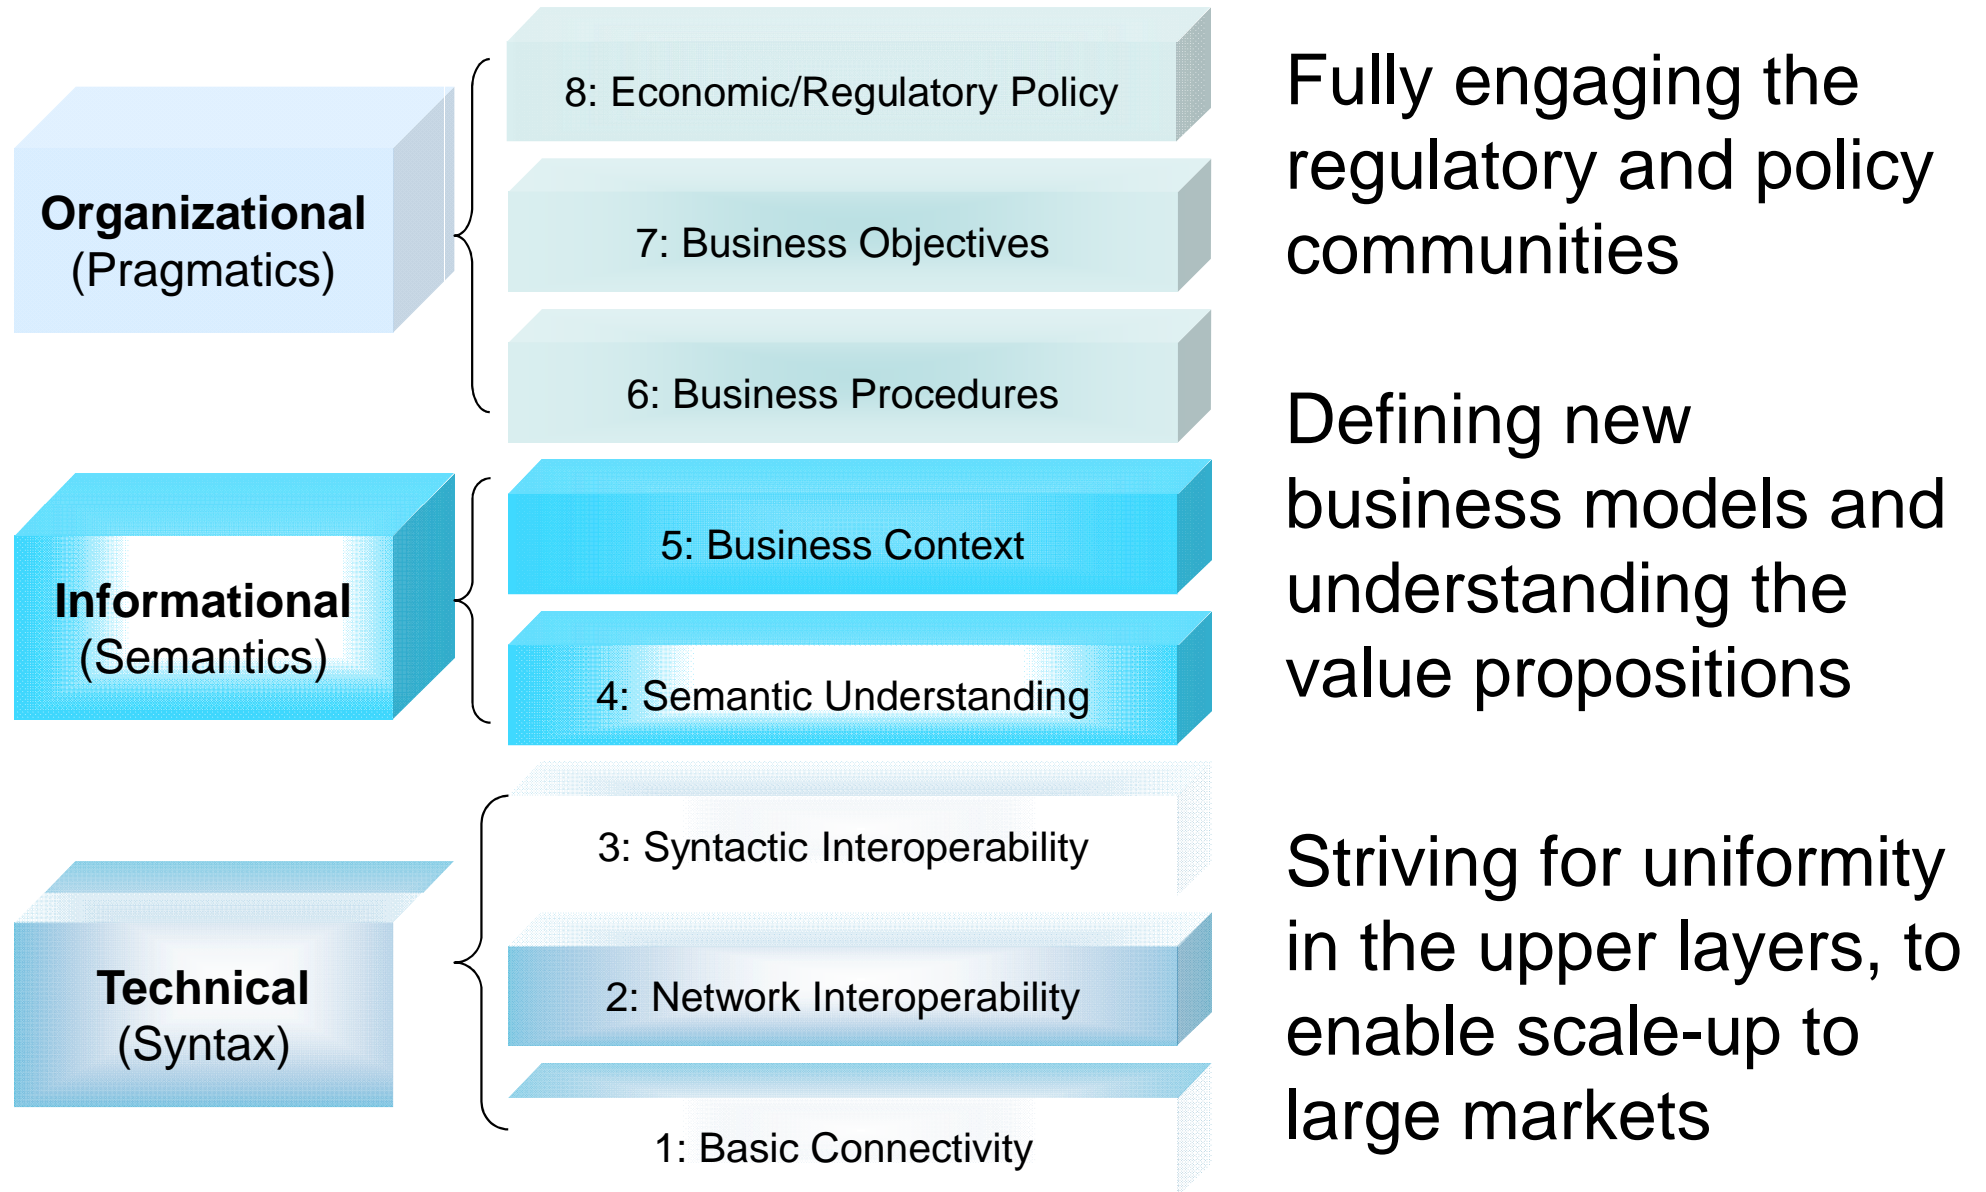 Organizational
(Pragmatics)
8: Economic/Regulatory Policy
7: Business Objectives
6: Business Procedures
Informational
(Semantics)
5: Business Context
4: Semantic Understanding
Technical
(Syntax)
3: Syntactic Interoperability
2: Network Interoperability
1: Basic Connectivity
Fully engaging the
regulatory and policy
communities
Defining new
business models and
understanding the
value propositions
Striving for uniformity
in the upper layers, to
enable scale-up to
large markets